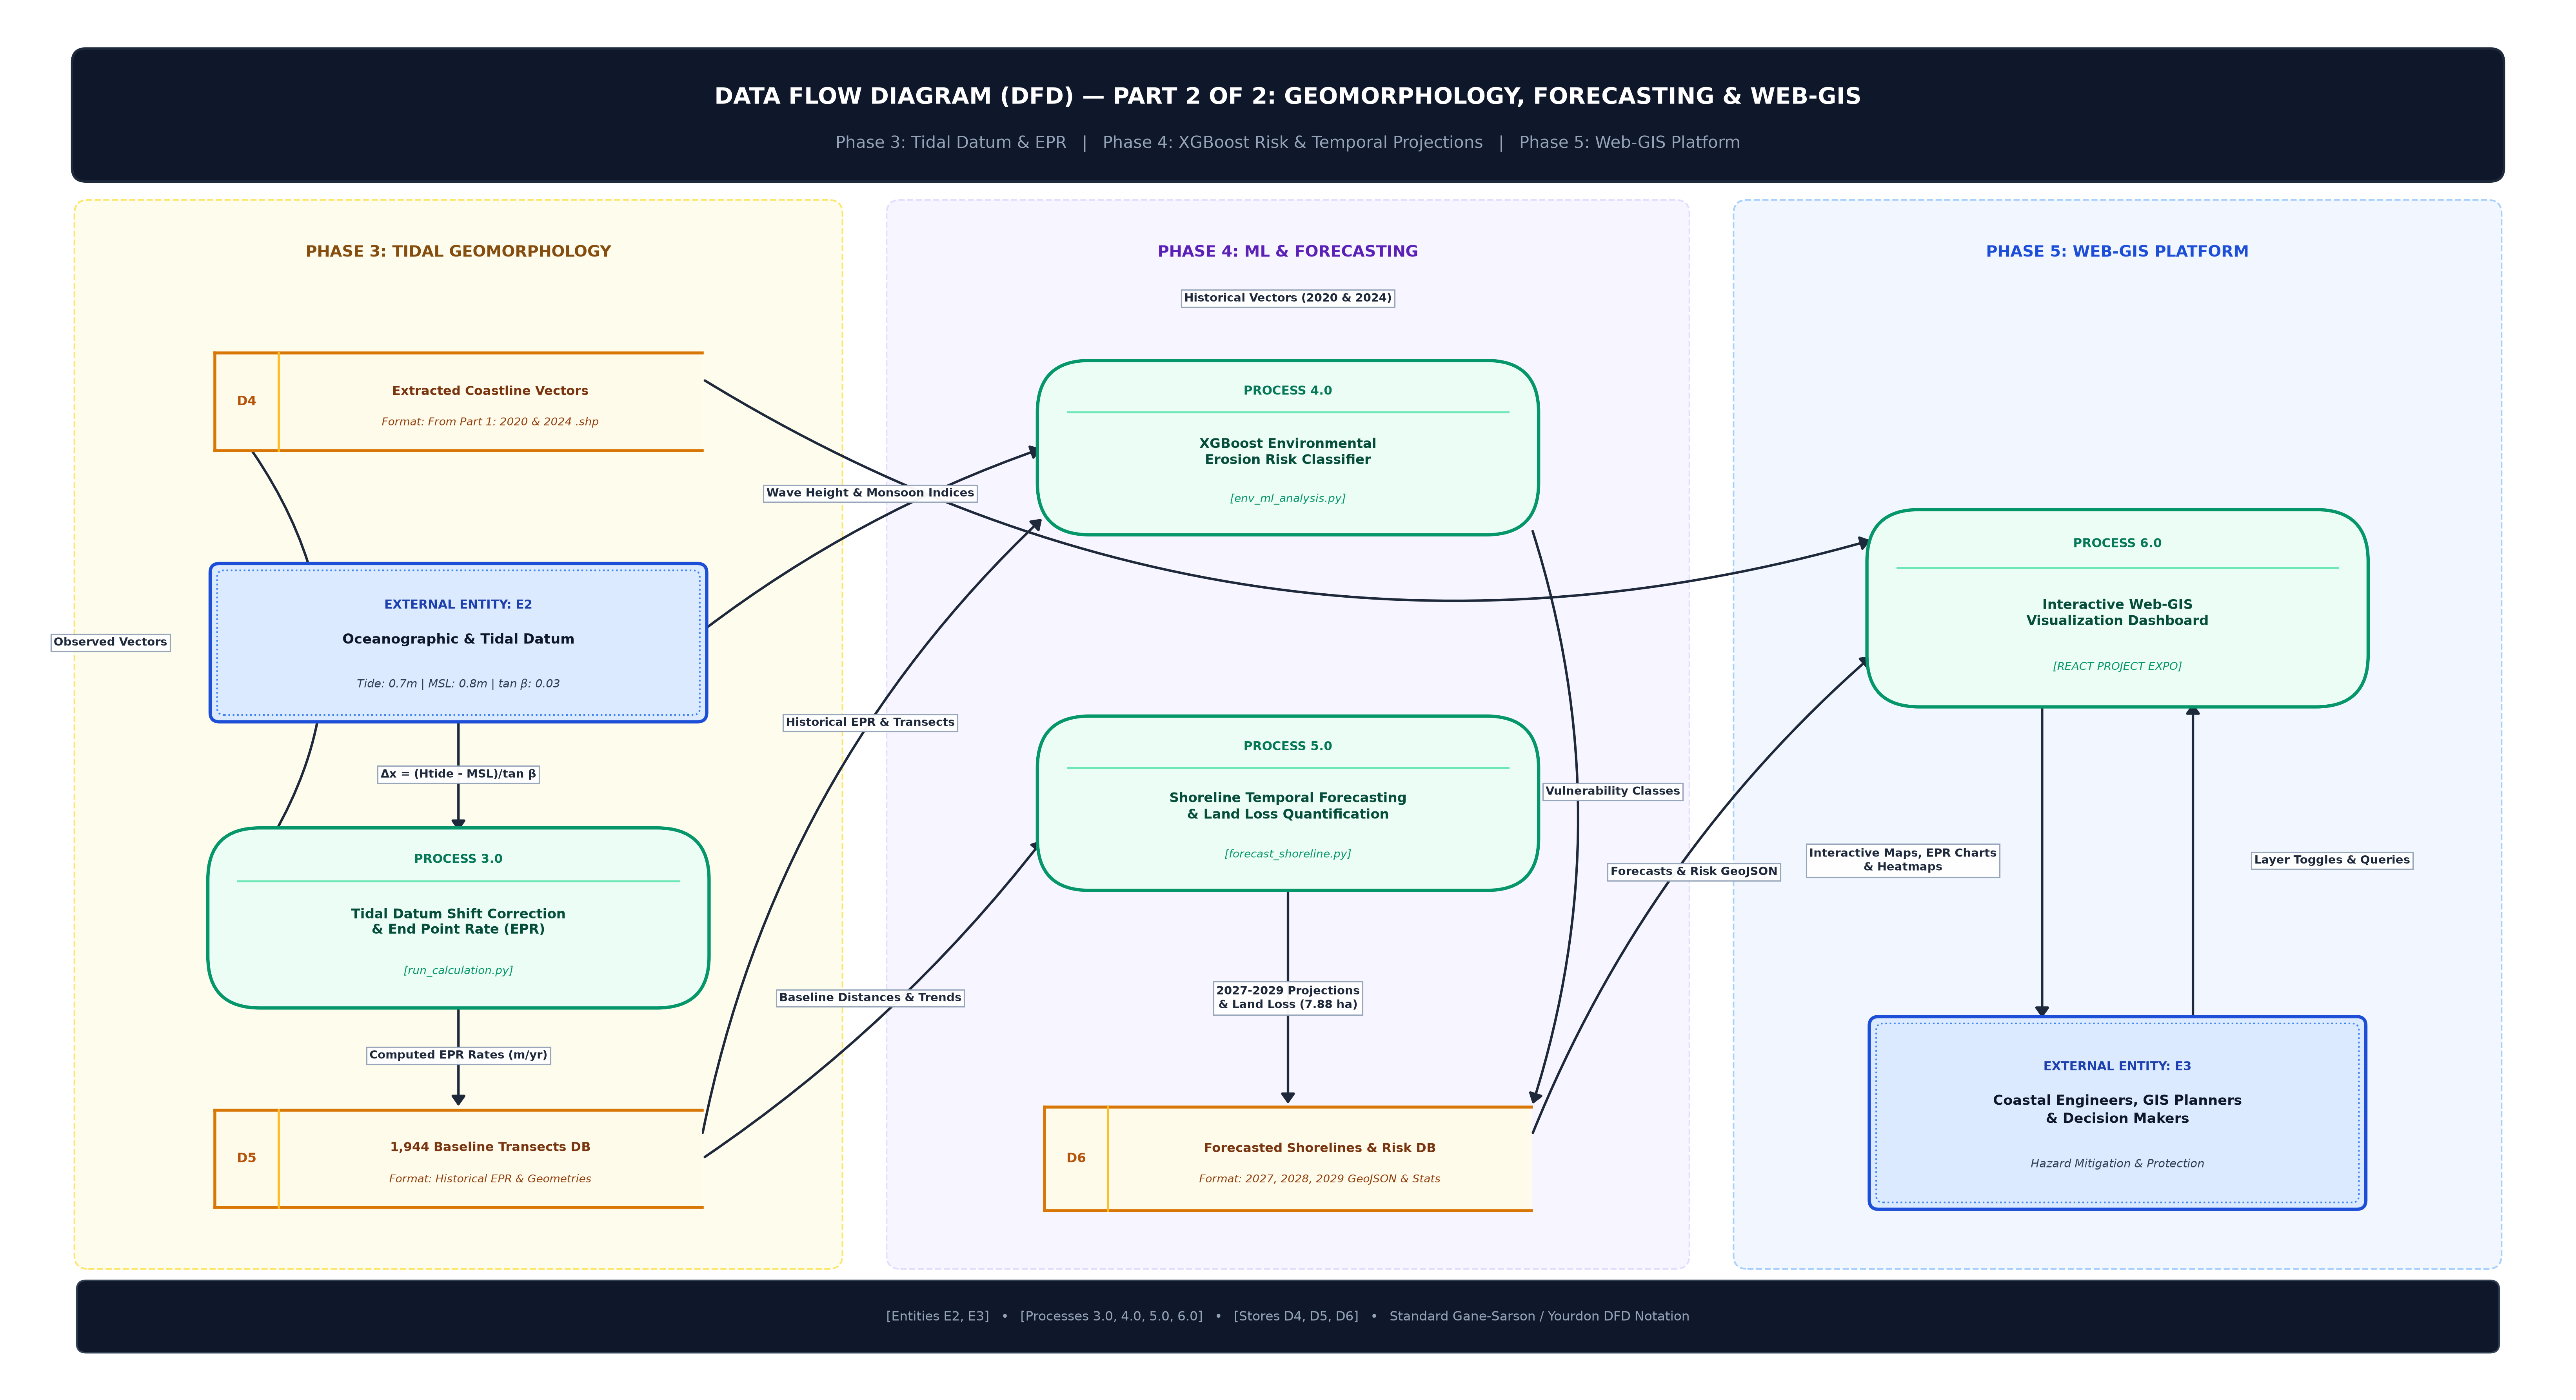 DATA FLOW DIAGRAM (DFD) — PART 2 OF 2: GEOMORPHOLOGY, FORECASTING & WEB-GIS
Phase 3: Tidal Datum & EPR | Phase 4: XGBoost Risk & Temporal Projections | Phase 5: Web-GIS Platform
PHASE 3: TIDAL GEOMORPHOLOGY
D4
Extracted Coastline Vectors
Format: From Part 1: 2020 & 2024 .shp
EXTERNAL ENTITY: E2
Oceanographic & Tidal Datum
Tide: 0.7m | MSL: 0.8m | tan β: 0.03
Observed Vectors
Δx = (Htide - MSL)/tan β
PROCESS 3.0
Tidal Datum Shift Correction
& End Point Rate (EPR)
[run_calculation.py]
Computed EPR Rates (m/yr)
D5
1,944 Baseline Transects DB
Format: Historical EPR & Geometries
Wave Height & Monsoon Indices
Historical EPR & Transects
Baseline Distances & Trends
PHASE 4: ML & FORECASTING
Historical Vectors (2020 & 2024)
PROCESS 4.0
XGBoost Environmental
Erosion Risk Classifier
[env_ml_analysis.py]
PROCESS 5.0
Shoreline Temporal Forecasting
& Land Loss Quantification
[forecast_shoreline.py]
Vulnerability Classes
2027-2029 Projections
& Land Loss (7.88 ha)
D6
Forecasted Shorelines & Risk DB
Format: 2027, 2028, 2029 GeoJSON & Stats
Forecasts & Risk GeoJSON
PHASE 5: WEB-GIS PLATFORM
PROCESS 6.0
Interactive Web-GIS
Visualization Dashboard
[REACT PROJECT EXPO]
Interactive Maps, EPR Charts
& Heatmaps
Layer Toggles & Queries
EXTERNAL ENTITY: E3
Coastal Engineers, GIS Planners
& Decision Makers
Hazard Mitigation & Protection
[Entities E2, E3] • [Processes 3.0, 4.0, 5.0, 6.0] • [Stores D4, D5, D6] • Standard Gane-Sarson / Yourdon DFD Notation